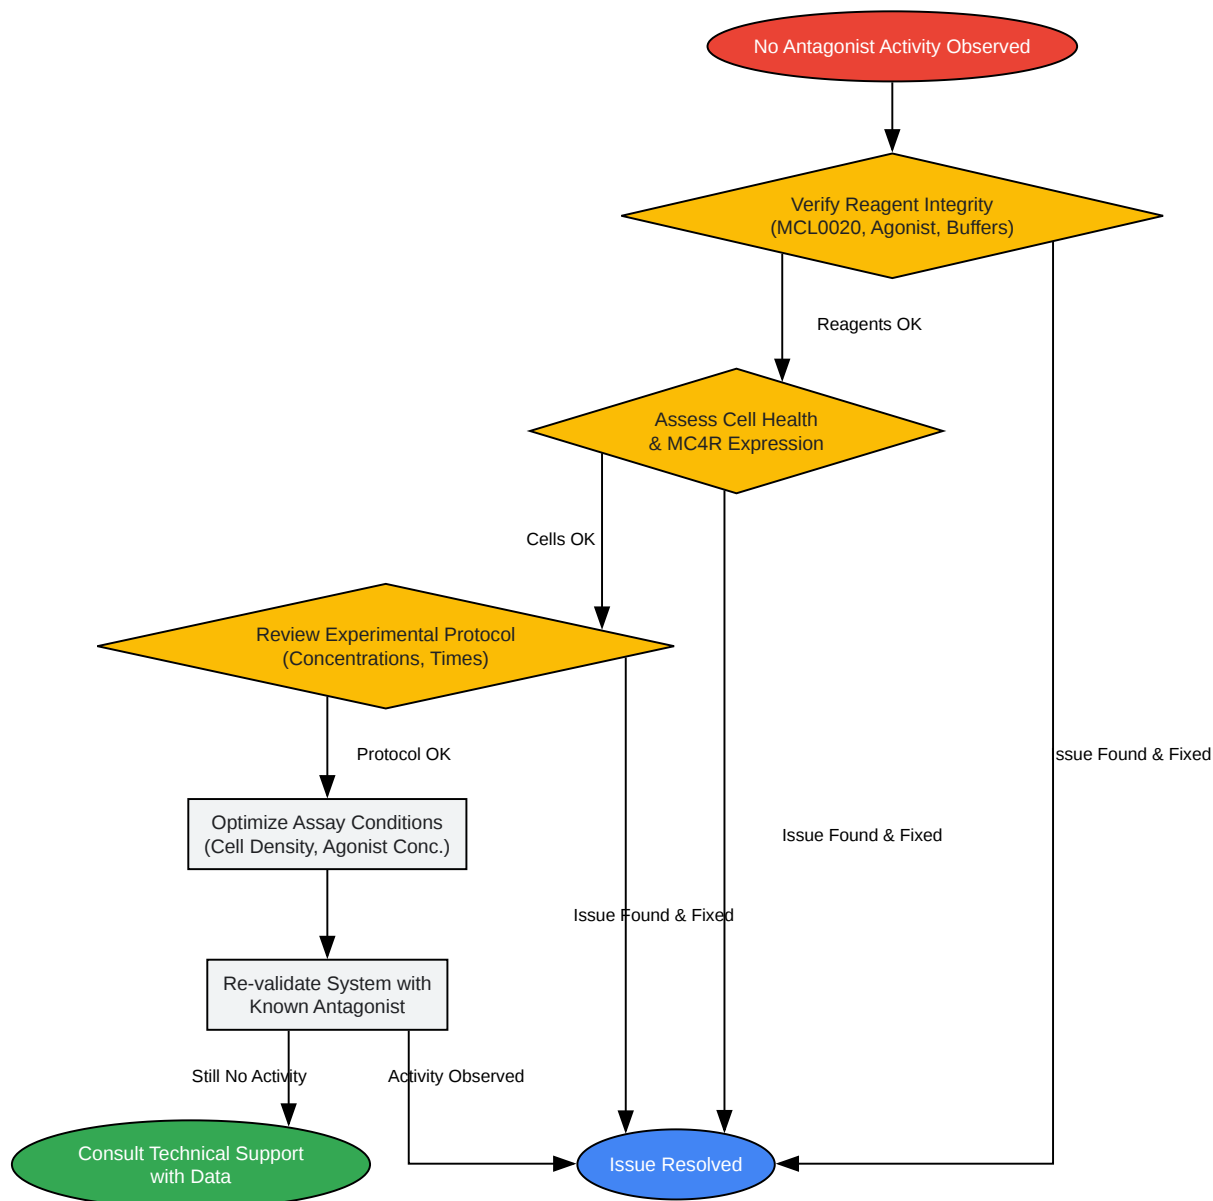 No Antagonist Activity Observed
Verify Reagent Integrity
(MCL0020, Agonist, Buffers)
Reagents OK
Assess Cell Health
& MC4R Expression
Cells OK
Review Experimental Protocol
(Concentrations, Times)
Protocol OK
Issue Found & Fixed
Optimize Assay Conditions
(Cell Density, Agonist Conc.)
Issue Found & Fixed
Issue Found & Fixed
Re-validate System with
Known Antagonist
Still No Activity
Activity Observed
Consult Technical Support
with Data
Issue Resolved